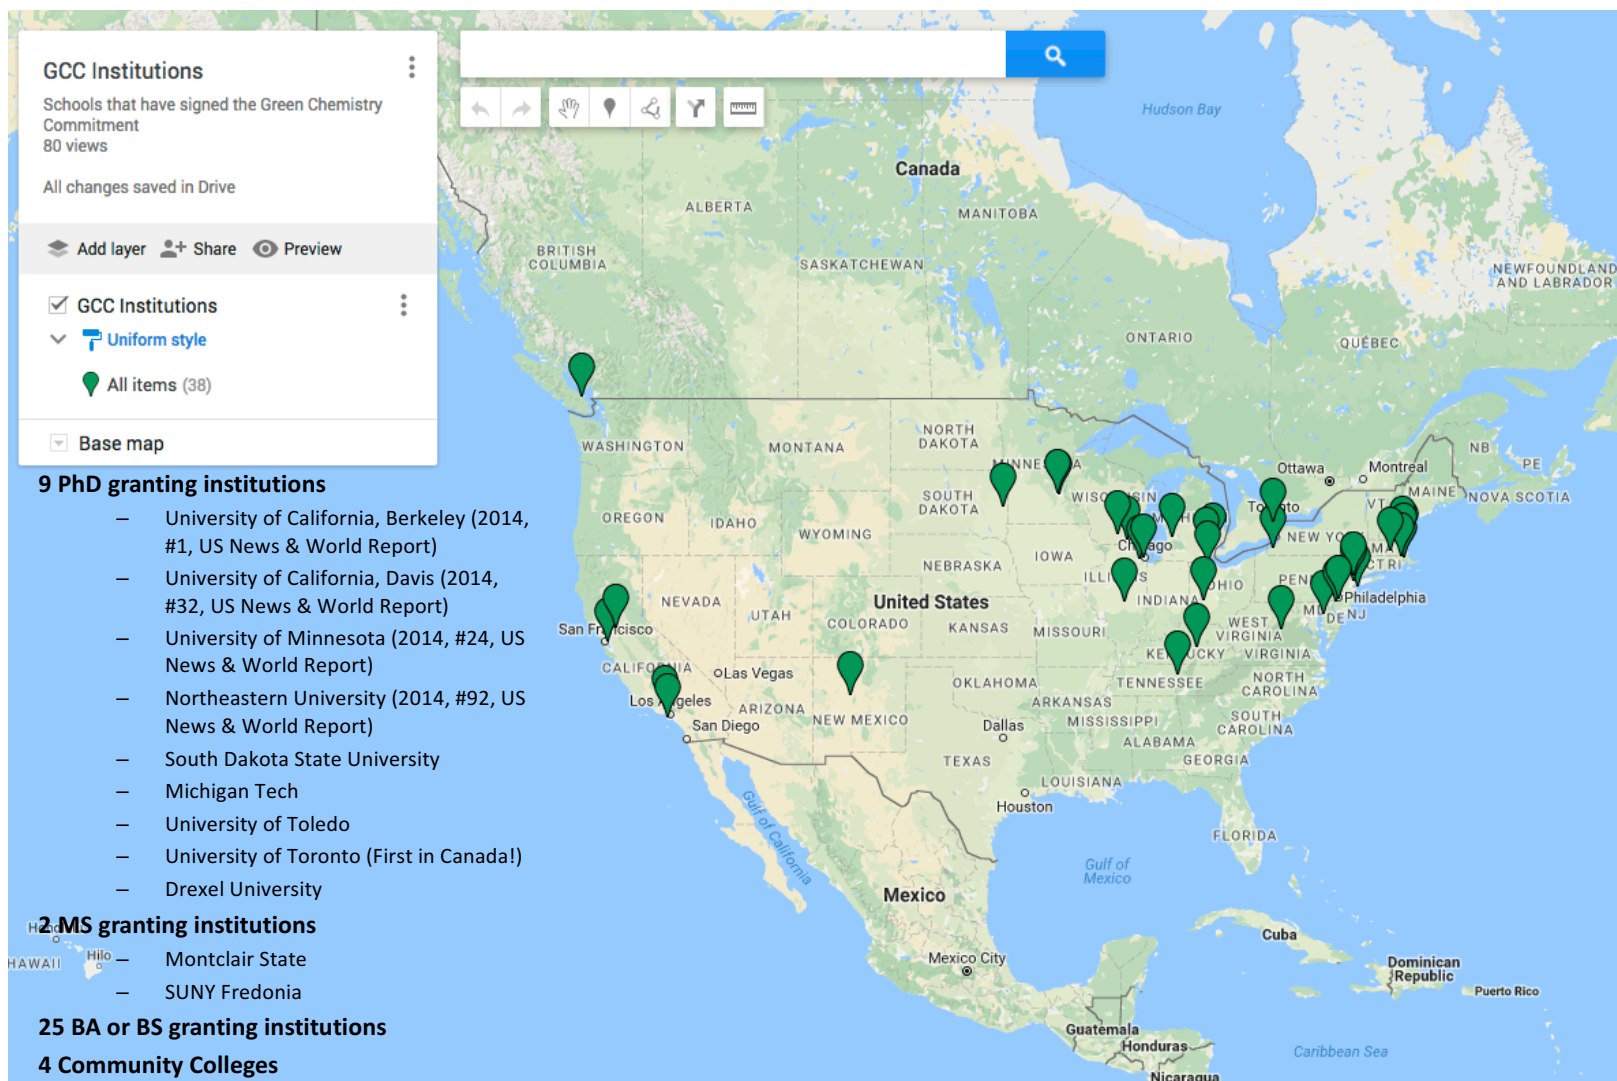 GCC Institutions
Schools that have signed the Green Chemistry
Commitment
80 views
All changes saved in Drive
Add layer Share Preview
GCC Institutions
Uniform style
All items (38)
Base map
9 PhD granting institutions
– University of California, Berkeley (2014,
#1, US News & World Report)
– University of California, Davis (2014,
#32, US News & World Report)
– University of Minnesota (2014, #24, US
News & World Report)
– Northeastern University (2014, #92, US
News & World Report)
– South Dakota State University
– Michigan Tech
– University of Toledo
– University of Toronto (First in Canada!)
– Drexel University
2 MS granting institutions
– Montclair State
– SUNY Fredonia
25 BA or BS granting institutions
4 Community Colleges
HAWAII
Hilo
Hudson Bay
Canada
ALBERTA
MANITOBA
BRITISH
COLUMBIA
SASKATCHEWAN
NEWFOUNDLAND
AND LABRADOR
ONTARIO
QUÉBEC
WASHINGTON
MONTANA
NORTH
DAKOTA
NB
PE
Ottawa
Montreal
MAINE
NOVA SCOTIA
VT
SOUTH
DAKOTA
OREGON
IDAHO
WYOMING
NEBRASKA
IOWA
INDIANA
Philadelphia
NEVADA
UTAH
COLORADO
United States
KANSAS
MISSOURI
WEST
VIRGINIA
VIRGINIA
DE
NJ
Las Vegas
OKLAHOMA
TENNESSEE
NORTH
CAROLINA
ARKANSAS
ARIZONA
NEW MEXICO
San Diego
Dallas
MISSISSIPPI
SOUTH
CAROLINA
ALABAMA
GEORGIA
TEXAS
LOUISIANA
Houston
FLORIDA
Gulf of California
Gulf of
Mexico
Mexico
Cuba
Mexico City
Dominican
Republic
Puerto Rico
Guatemala
Honduras
Caribbean Sea
Nicaragua